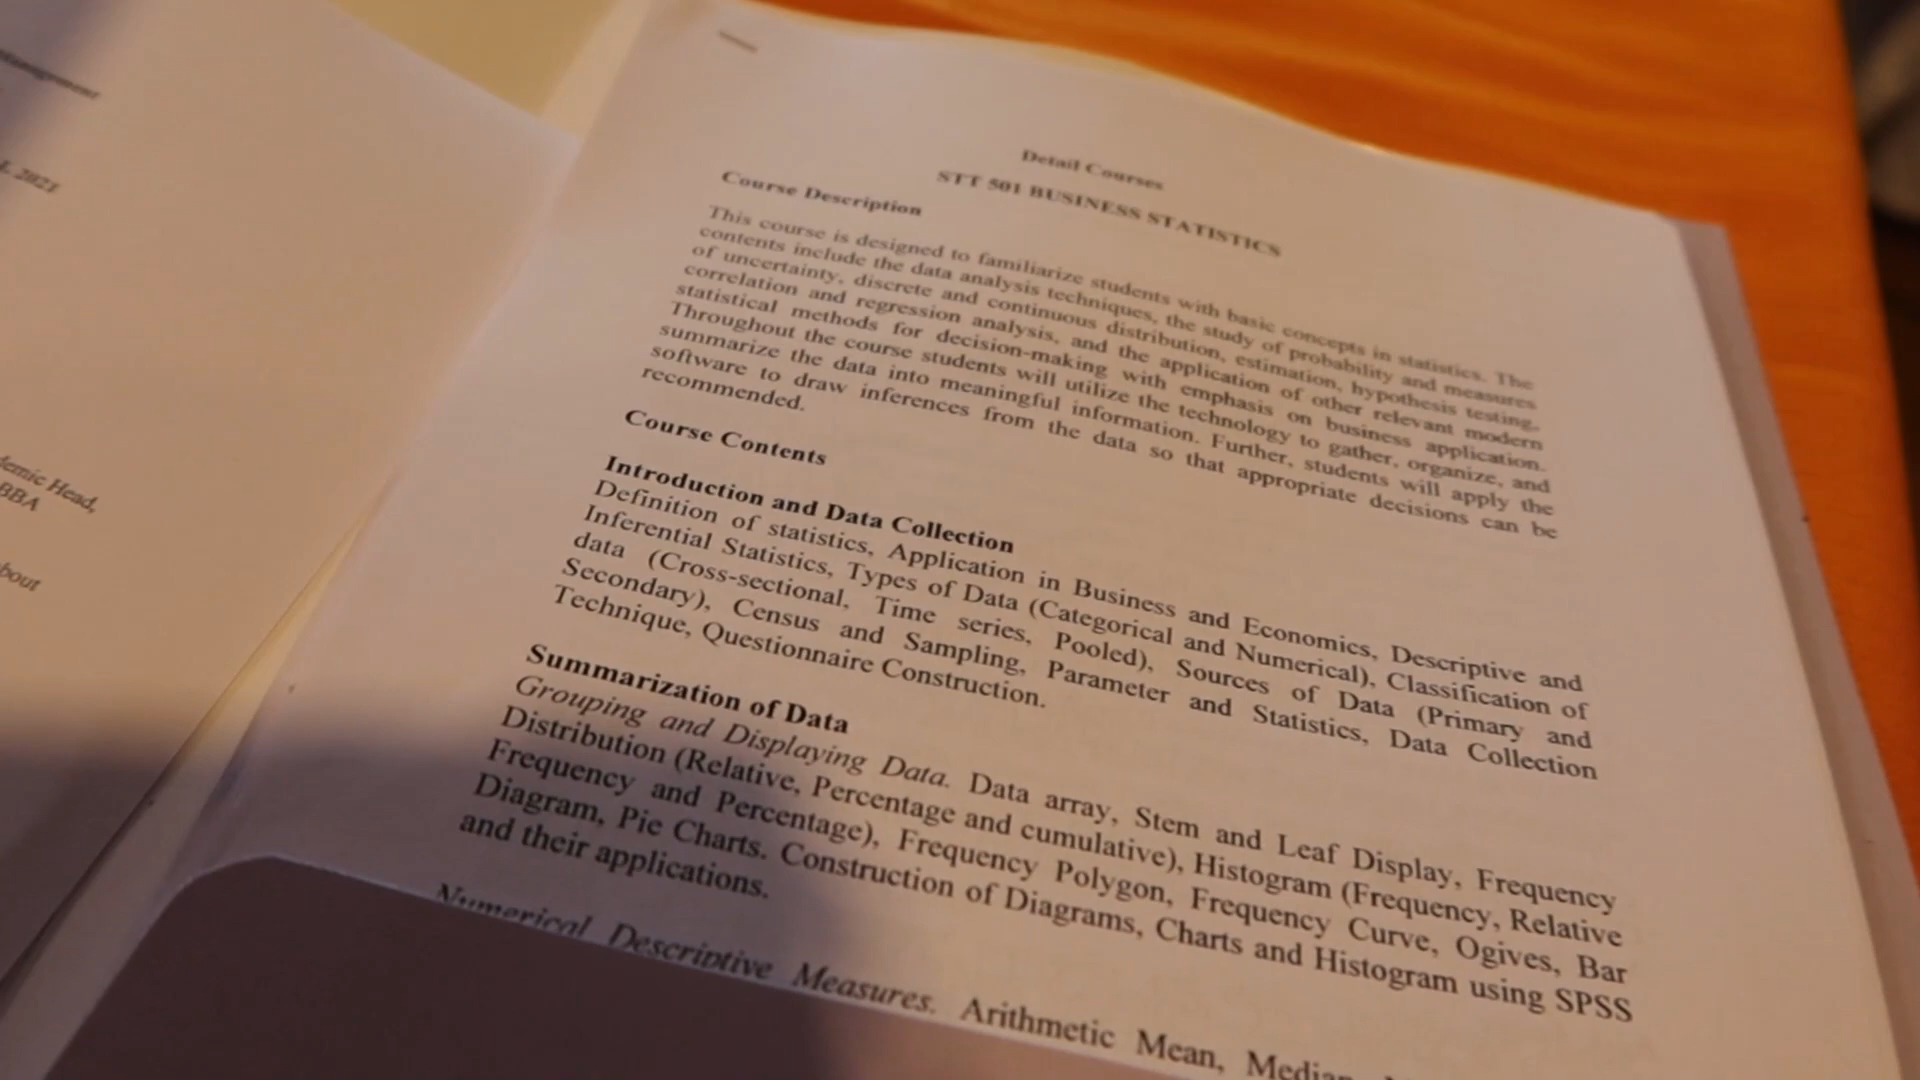 Management
2021
Academic Head,
BBA
about
Detail Courses
STT 501 BUSINESS STATISTICS
Course Description
This course is designed to familiarize students with basic concepts in statistics. The
contents include the data analysis techniques, the study of probability and measures
of uncertainty, discrete and continuous distribution, estimation, hypothesis testing,
correlation and regression analysis, and the application of other relevant modern
statistical methods for decision-making with emphasis on business application.
Throughout the course students will utilize the technology to gather, organize, and
summarize the data into meaningful information. Further, students will apply the
software to draw inferences from the data so that appropriate decisions can be
recommended.
Course Contents
Introduction and Data Collection
Definition of statistics, Application in Business and Economics, Descriptive and
Inferential Statistics, Types of Data (Categorical and Numerical), Classification of
data (Cross-sectional, Time series, Pooled), Sources of Data (Primary and
Secondary), Census and Sampling, Parameter and Statistics, Data Collection
Technique, Questionnaire Construction.
Summarization of Data
Grouping and Displaying Data. Data array, Stem and Leaf Display, Frequency
Distribution (Relative, Percentage and cumulative), Histogram (Frequency, Relative
Frequency and Percentage), Frequency Polygon, Frequency Curve, Ogives, Bar
Diagram, Pie Charts. Construction of Diagrams, Charts and Histogram using SPSS
and their applications.
Numerical Descriptive Measures. Arithmetic Mean, Median,